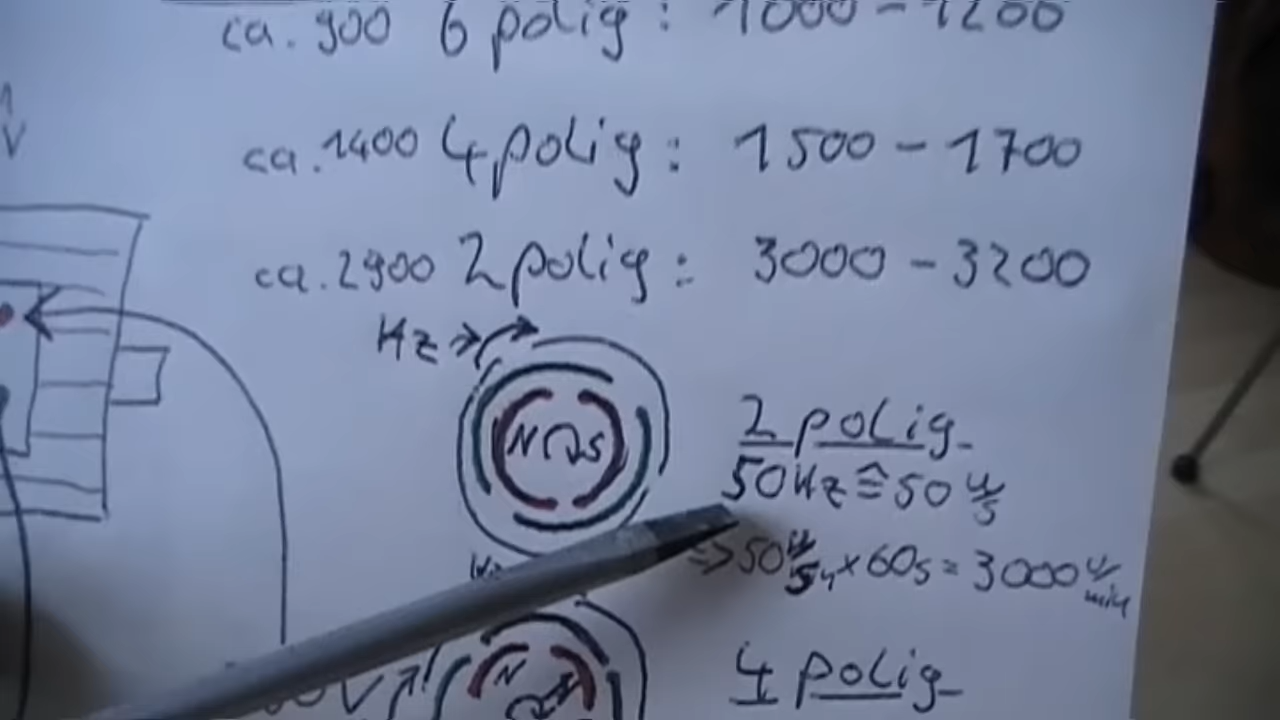 ca. 900 6 polig : 1000 - 1200
V
ca. 1400 4 polig : 1500 - 1700
ca. 2900 2 polig : 3000 - 3200
Hz
N S
2 polig
50 Hz ≙ 50 U/s
=> 50 U/s × 60s = 3000 U/min
4 polig
N